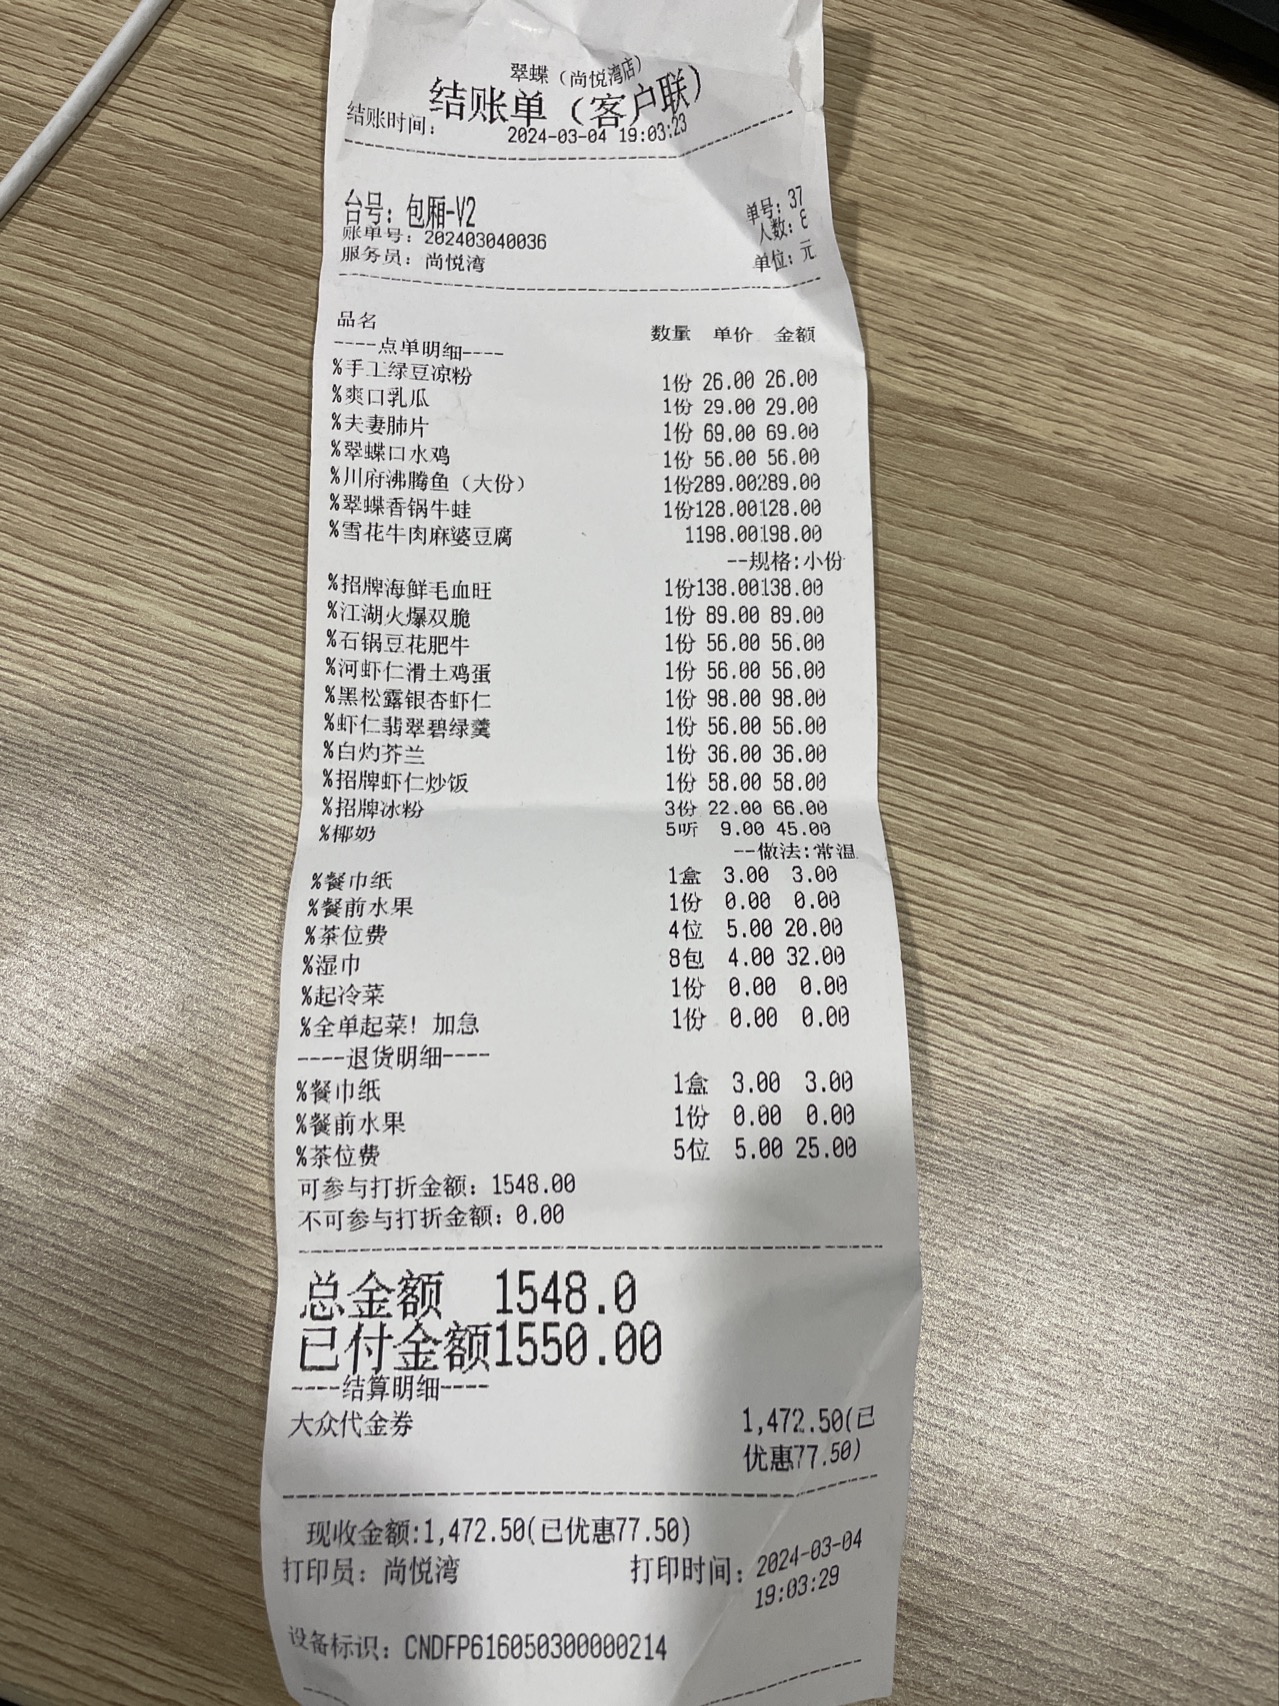 翠蝶（尚悦湾店）
结账单（客户联）
结账时间： 2024-03-04 19:03:23
台号：包厢-V2 单号：37
账单号：202403040036 人数：
服务员：尚悦湾 单位：元
品名 数量 单价 金额
----点单明细----
%手工绿豆凉粉 1份 26.00 26.00
%爽口乳瓜 1份 29.00 29.00
%夫妻肺片 1份 69.00 69.00
%翠蝶口水鸡 1份 56.00 56.00
%川府沸腾鱼（大份） 1份289.00289.00
%翠蝶香锅牛蛙 1份128.00128.00
%雪花牛肉麻婆豆腐 1198.00198.00
--规格:小份
%招牌海鲜毛血旺 1份138.00138.00
%江湖火爆双脆 1份 89.00 89.00
%石锅豆花肥牛 1份 56.00 56.00
%河虾仁滑土鸡蛋 1份 56.00 56.00
%黑松露银杏虾仁 1份 98.00 98.00
%虾仁翡翠碧绿羹 1份 56.00 56.00
%白灼芥兰 1份 36.00 36.00
%招牌虾仁炒饭 1份 58.00 58.00
%招牌冰粉 3份 22.00 66.00
%椰奶 5听 9.00 45.00
--做法:常温
%餐巾纸 1盒 3.00 3.00
%餐前水果 1份 0.00 0.00
%茶位费 4位 5.00 20.00
%湿巾 8包 4.00 32.00
%起冷菜 1份 0.00 0.00
%全单起菜！加急 1份 0.00 0.00
----退货明细----
%餐巾纸 1盒 3.00 3.00
%餐前水果 1份 0.00 0.00
%茶位费 5位 5.00 25.00
可参与打折金额：1548.00
不可参与打折金额：0.00
总金额 1548.0
已付金额1550.00
----结算明细----
大众代金券 1,472.50(已
优惠77.50)
现收金额:1,472.50(已优惠77.50)
打印员：尚悦湾 打印时间：2024-03-04
19:03:29
设备标识：CNDFP616050300000214